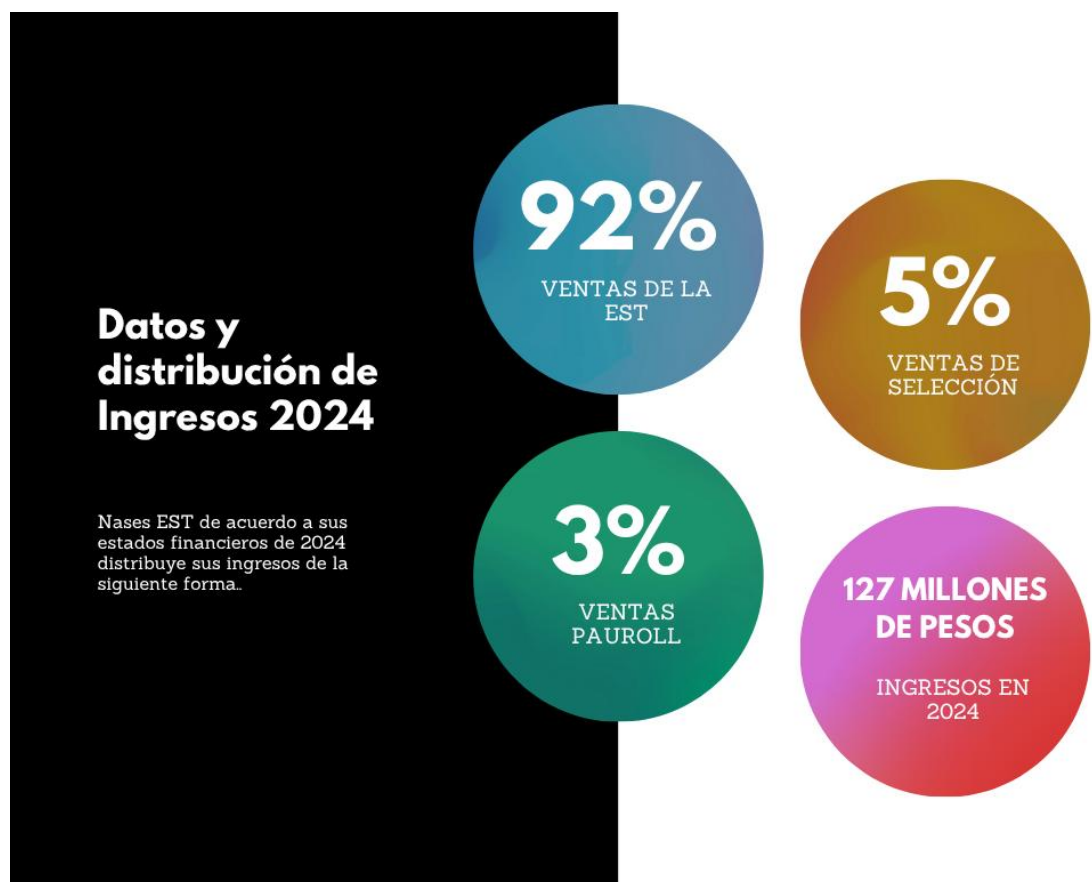 Datos y
distribución de
Ingresos 2024
Nases EST de acuerdo a sus
estados financieros de 2024
distribuye sus ingresos de la
siguiente forma..
92%
VENTAS DE LA
EST
5%
VENTAS DE
SELECCIÓN
3%
VENTAS
PAUROLL
127 MILLONES
DE PESOS
INGRESOS EN
2024